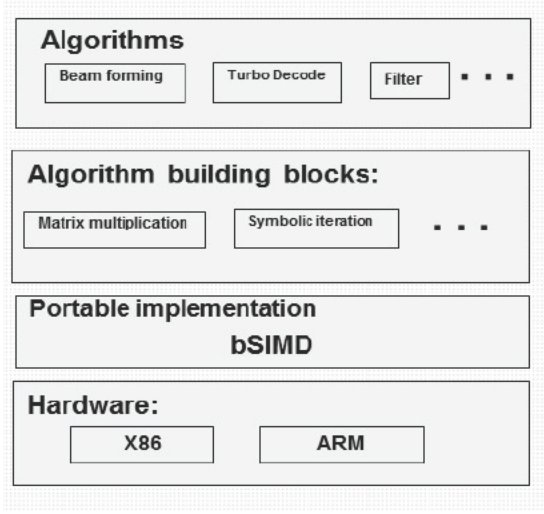 Algorithms
Beam forming Turbo Decode Filter . . .
Algorithm building blocks:
Matrix multiplication Symbolic iteration . . .
Portable implementation
bSIMD
Hardware:
X86 ARM